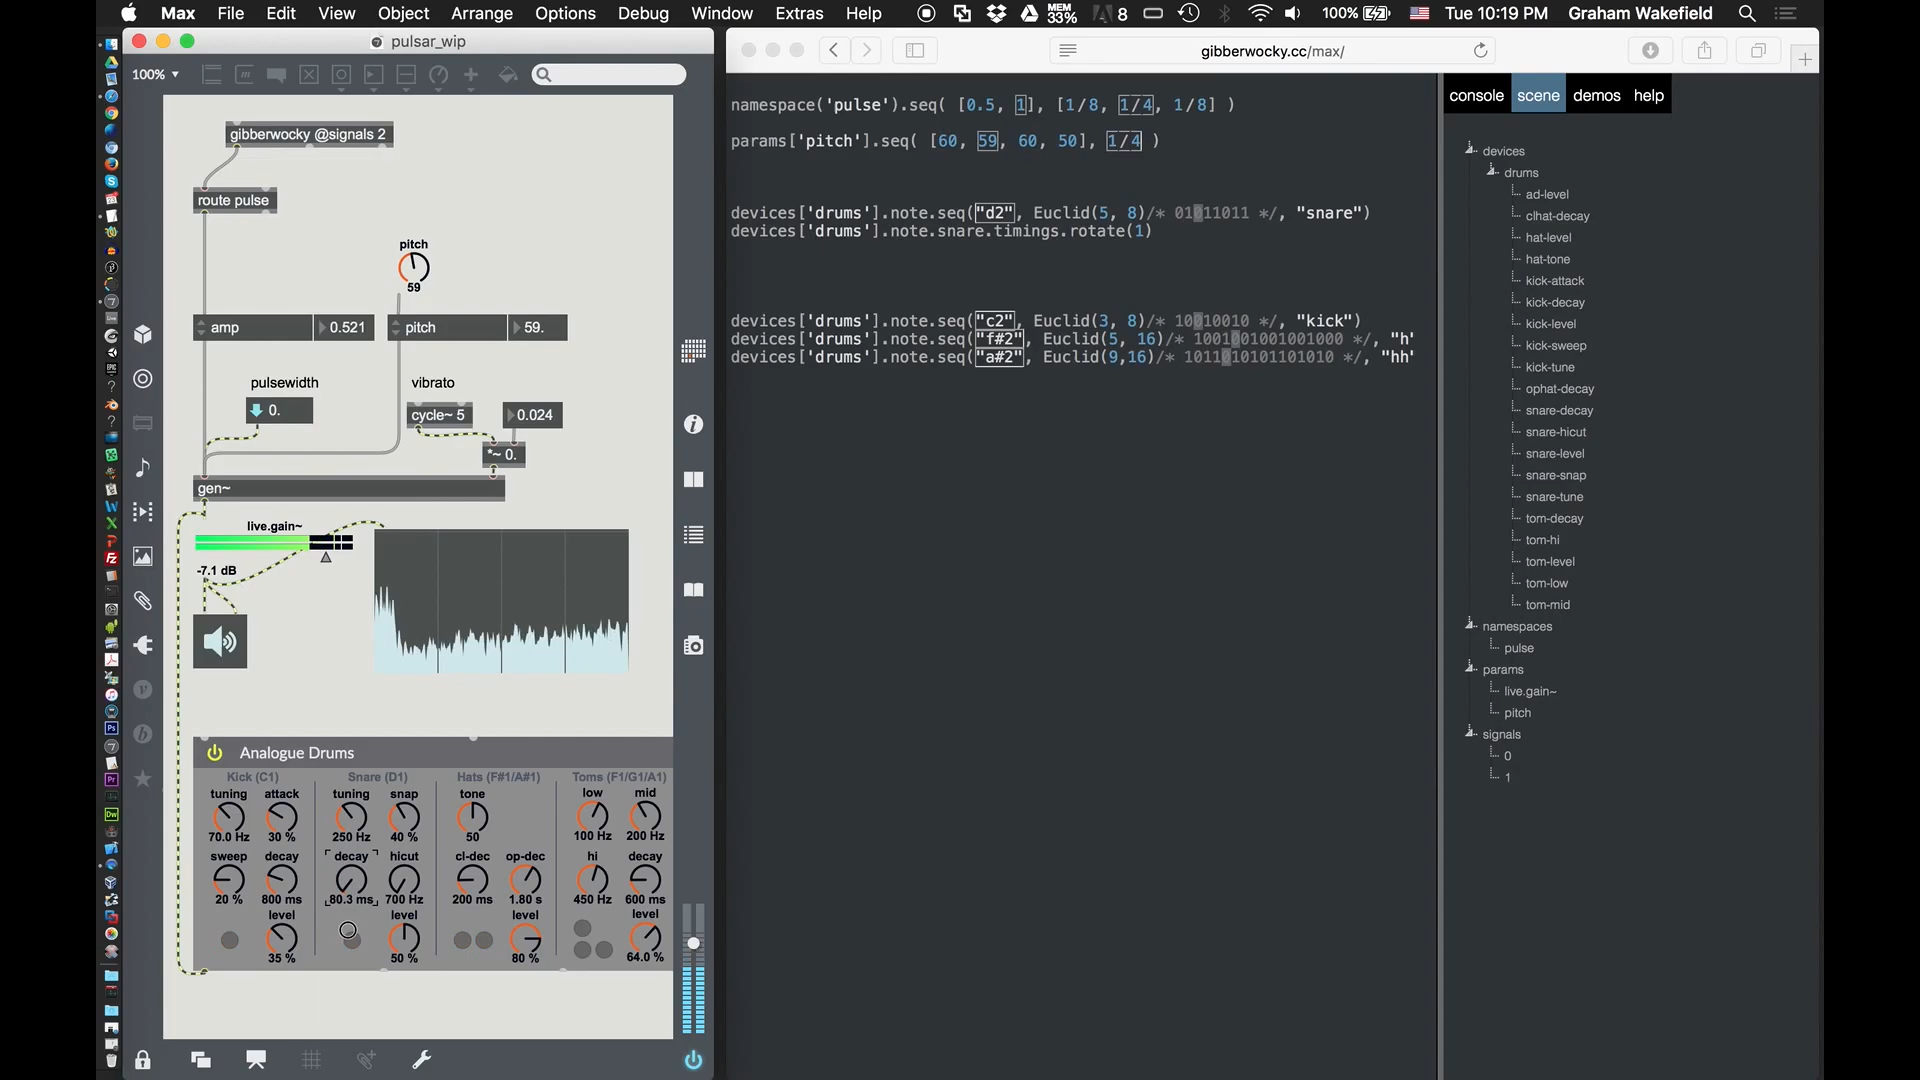 Max File Edit View Object Arrange Options Debug Window Extras Help MEM 33% 8 100% Tue 10:19 PM Graham Wakefield
pulsar_wip
100%
gibberwocky @signals 2
route pulse
pitch
59
amp 0.521 pitch 59.
pulsewidth vibrato
0. cycle~ 5 0.024
*~ 0.
gen~
live.gain~
-7.1 dB
Analogue Drums
Kick (C1) Snare (D1) Hats (F#1/A#1) Toms (F1/G1/A1)
tuning attack tuning snap tone low mid
70.0 Hz 30 % 250 Hz 40 % 50 100 Hz 200 Hz
sweep decay decay hicut cl-dec op-dec hi decay
20 % 800 ms 80.3 ms 700 Hz 200 ms 1.80 s 450 Hz 600 ms
level level level level
35 % 50 % 80 % 64.0 %
gibberwocky.cc/max/
namespace('pulse').seq( [0.5, 1], [1/8, 1/4, 1/8] )
params['pitch'].seq( [60, 59, 60, 50], 1/4 )
devices['drums'].note.seq("d2", Euclid(5, 8)/* 01011011 */, "snare")
devices['drums'].note.snare.timings.rotate(1)
devices['drums'].note.seq("c2", Euclid(3, 8)/* 10010010 */, "kick")
devices['drums'].note.seq("f#2", Euclid(5, 16)/* 1001001001001000 */, "h'
devices['drums'].note.seq("a#2", Euclid(9,16)/* 1011010101101010 */, "hh'
console scene demos help
devices
drums
ad-level
clhat-decay
hat-level
hat-tone
kick-attack
kick-decay
kick-level
kick-sweep
kick-tune
ophat-decay
snare-decay
snare-hicut
snare-level
snare-snap
snare-tune
tom-decay
tom-hi
tom-level
tom-low
tom-mid
namespaces
pulse
params
live.gain~
pitch
signals
0
1